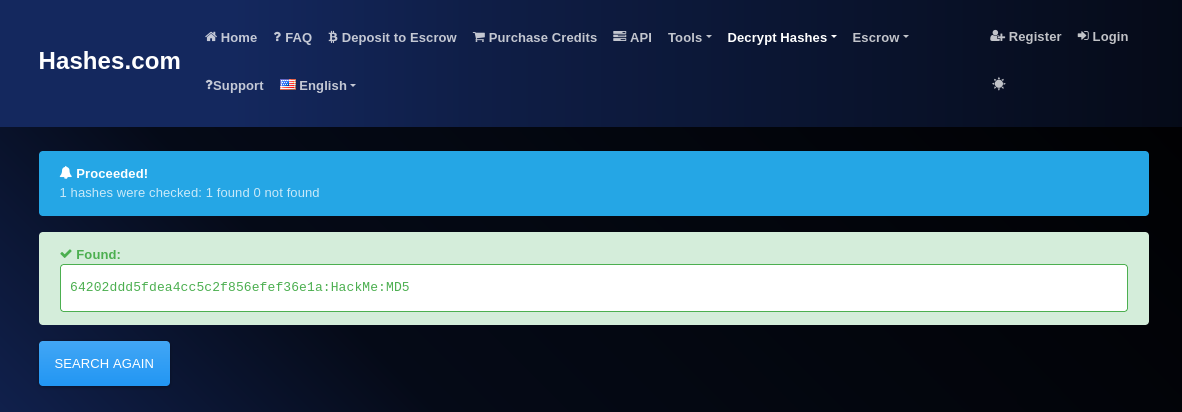 Hashes.com
Home ? FAQ Deposit to Escrow Purchase Credits API Tools Decrypt Hashes Escrow Register Login
?Support English
Proceeded!
1 hashes were checked: 1 found 0 not found
Found:
64202ddd5fdea4cc5c2f856efef36e1a:HackMe:MD5
SEARCH AGAIN